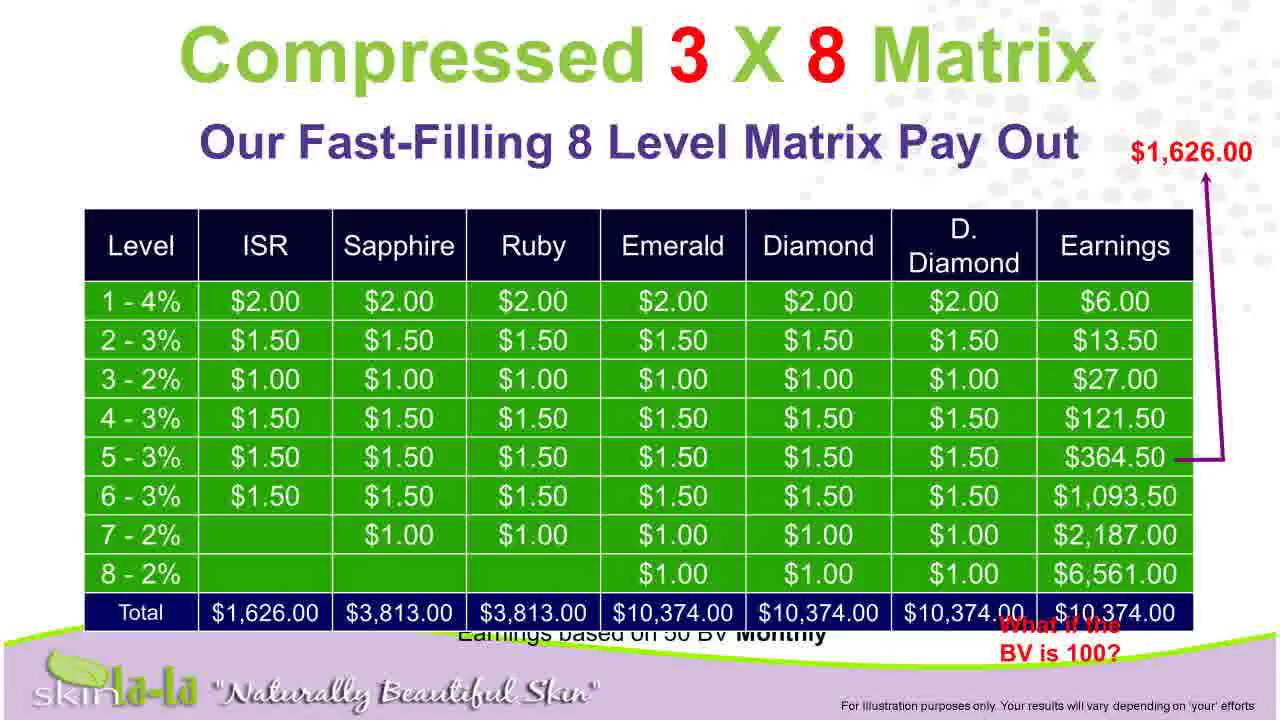 Compressed 3 X 8 Matrix
Our Fast-Filling 8 Level Matrix Pay Out
$1,626.00
Level ISR Sapphire Ruby Emerald Diamond D. Diamond Earnings
1 - 4% $2.00 $2.00 $2.00 $2.00 $2.00 $2.00 $6.00
2 - 3% $1.50 $1.50 $1.50 $1.50 $1.50 $1.50 $13.50
3 - 2% $1.00 $1.00 $1.00 $1.00 $1.00 $1.00 $27.00
4 - 3% $1.50 $1.50 $1.50 $1.50 $1.50 $1.50 $121.50
5 - 3% $1.50 $1.50 $1.50 $1.50 $1.50 $1.50 $364.50
6 - 3% $1.50 $1.50 $1.50 $1.50 $1.50 $1.50 $1,093.50
7 - 2% $1.00 $1.00 $1.00 $1.00 $1.00 $2,187.00
8 - 2% $1.00 $1.00 $1.00 $6,561.00
Total $1,626.00 $3,813.00 $3,813.00 $10,374.00 $10,374.00 $10,374.00 $10,374.00
Earnings based on 50 BV Monthly
What if the
BV is 100?
skin la-la "Naturally Beautiful Skin"
For Illustration purposes only. Your results will vary depending on 'your' efforts